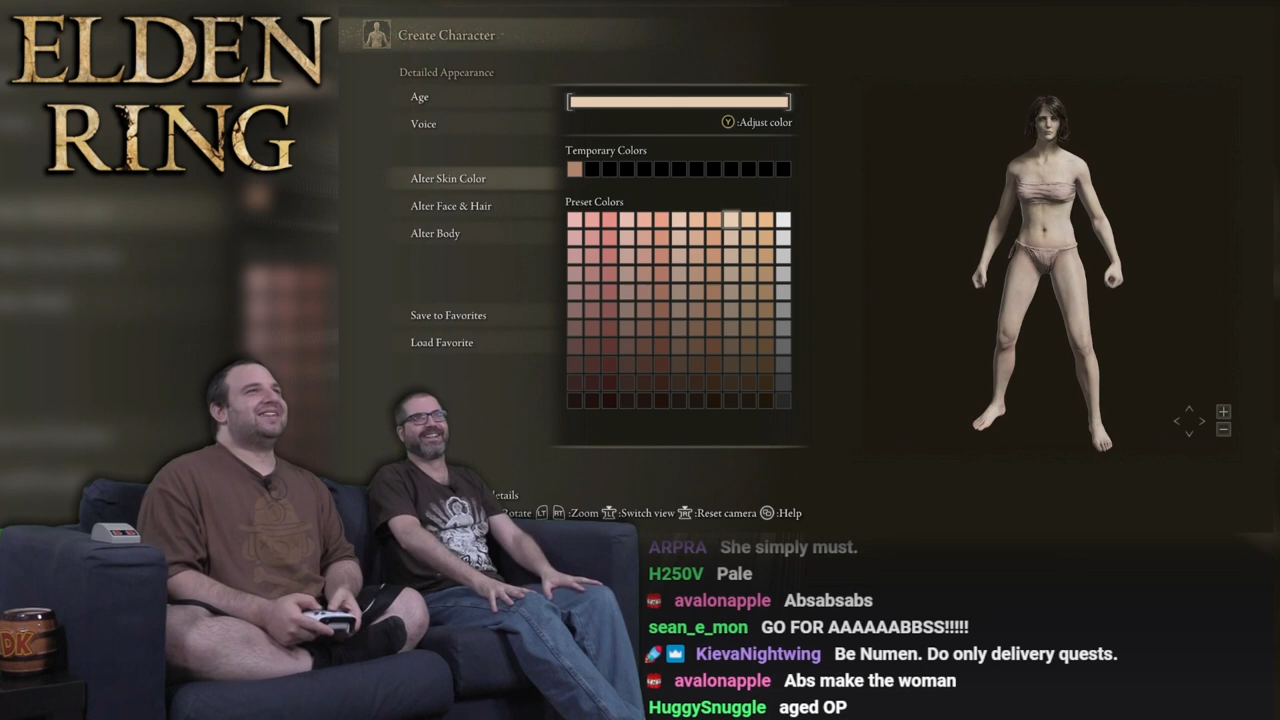 ELDEN
RING
Create Character
Detailed Appearance
Age
Voice
Alter Skin Color
Alter Face & Hair
Alter Body
Save to Favorites
Load Favorite
Y:Adjust color
Temporary Colors
Preset Colors
etails
Rotate LT RT :Zoom :Switch view :Reset camera :Help
ARPRA She simply must.
H250V Pale
avalonapple Absabsabs
sean_e_mon GO FOR AAAAAABBSS!!!!!
KievaNightwing Be Numen. Do only delivery quests.
avalonapple Abs make the woman
HuggySnuggle aged OP
DK